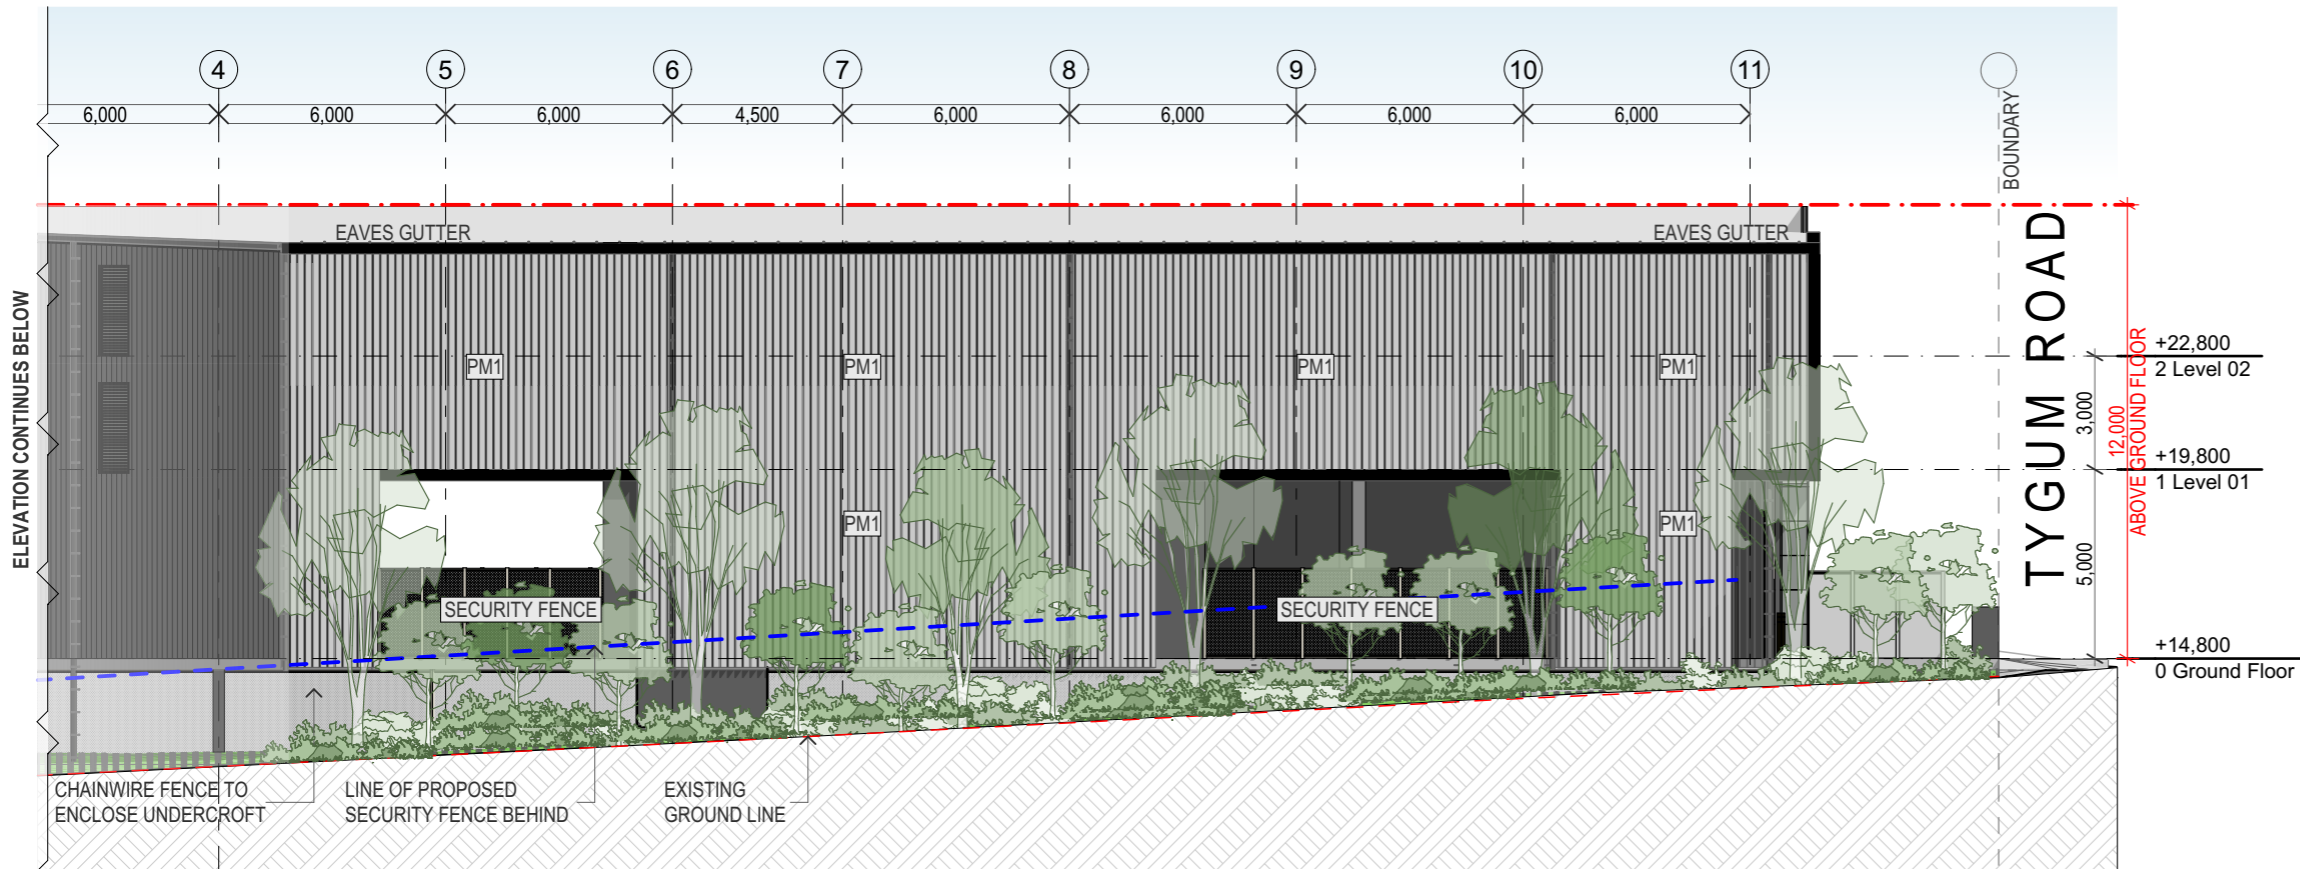 4
5
6
7
8
9
10
11
6,000
6,000
6,000
4,500
6,000
6,000
6,000
6,000
BOUNDARY
EAVES GUTTER
EAVES GUTTER
ELEVATION CONTINUES BELOW
PM1
PM1
PM1
PM1
PM1
PM1
SECURITY FENCE
SECURITY FENCE
TYGUM ROAD
3,000
5,000
12,000
ABOVE GROUND FLOOR
+22,800
2 Level 02
+19,800
1 Level 01
+14,800
0 Ground Floor
CHAINWIRE FENCE TO
ENCLOSE UNDERCROFT
LINE OF PROPOSED
SECURITY FENCE BEHIND
EXISTING
GROUND LINE